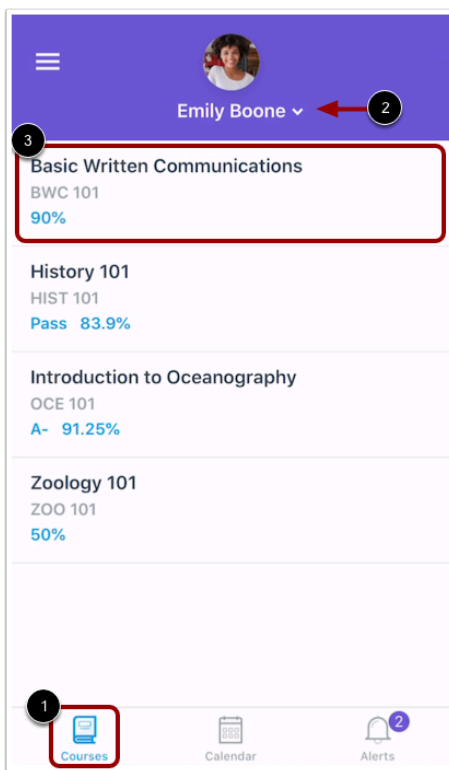 Emily Boone
2
3
Basic Written Communications
BWC 101
90%
History 101
HIST 101
Pass 83.9%
Introduction to Oceanography
OCE 101
A- 91.25%
Zoology 101
ZOO 101
50%
1
2
Courses Calendar Alerts